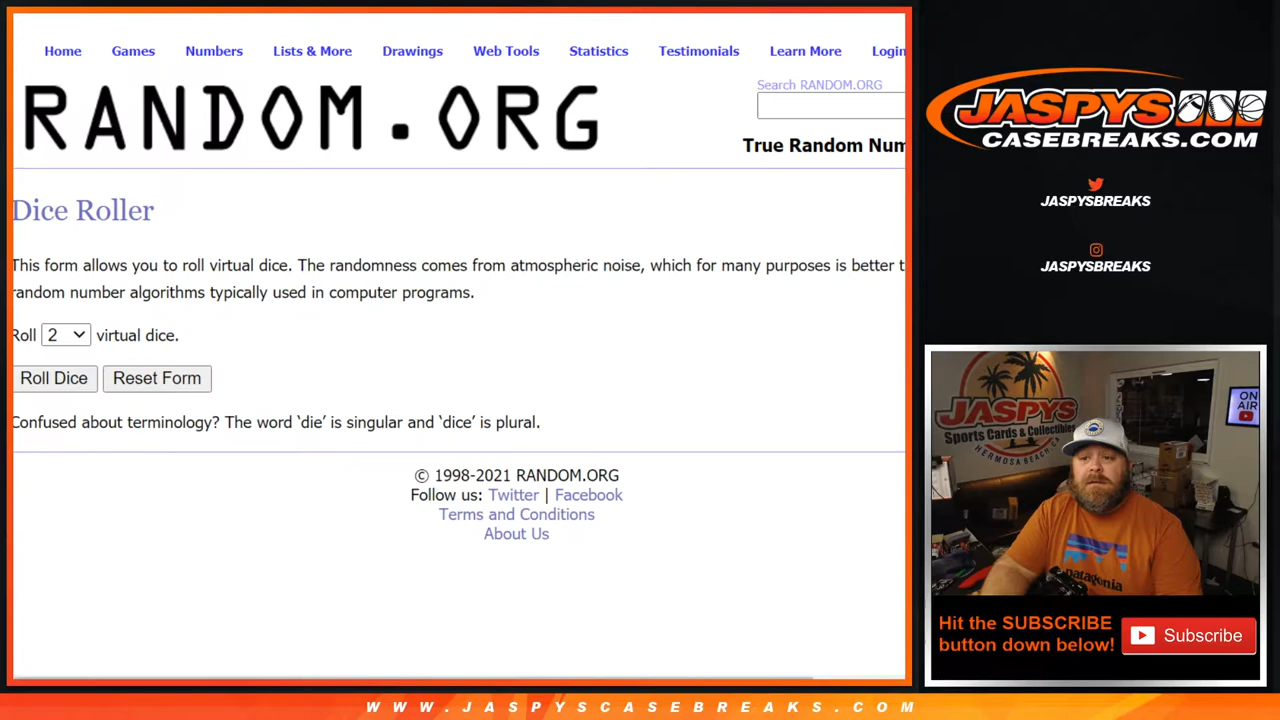 Home Games Numbers Lists & More Drawings Web Tools Statistics Testimonials Learn More Login
RANDOM.ORG
Search RANDOM.ORG
True Random Num
Dice Roller
This form allows you to roll virtual dice. The randomness comes from atmospheric noise, which for many purposes is better t
random number algorithms typically used in computer programs.
Roll 2 virtual dice.
Roll Dice Reset Form
Confused about terminology? The word ‘die’ is singular and ‘dice’ is plural.
© 1998-2021 RANDOM.ORG
Follow us: Twitter | Facebook
Terms and Conditions
About Us
JASPYS
CASEBREAKS.COM
JASPYSBREAKS
JASPYSBREAKS
JASPYS
Sports Cards & Collectibles
HERMOSA BEACH, CA
ON
AIR
patagonia
Hit the SUBSCRIBE
button down below!
Subscribe
WWW.JASPYSCASEBREAKS.COM